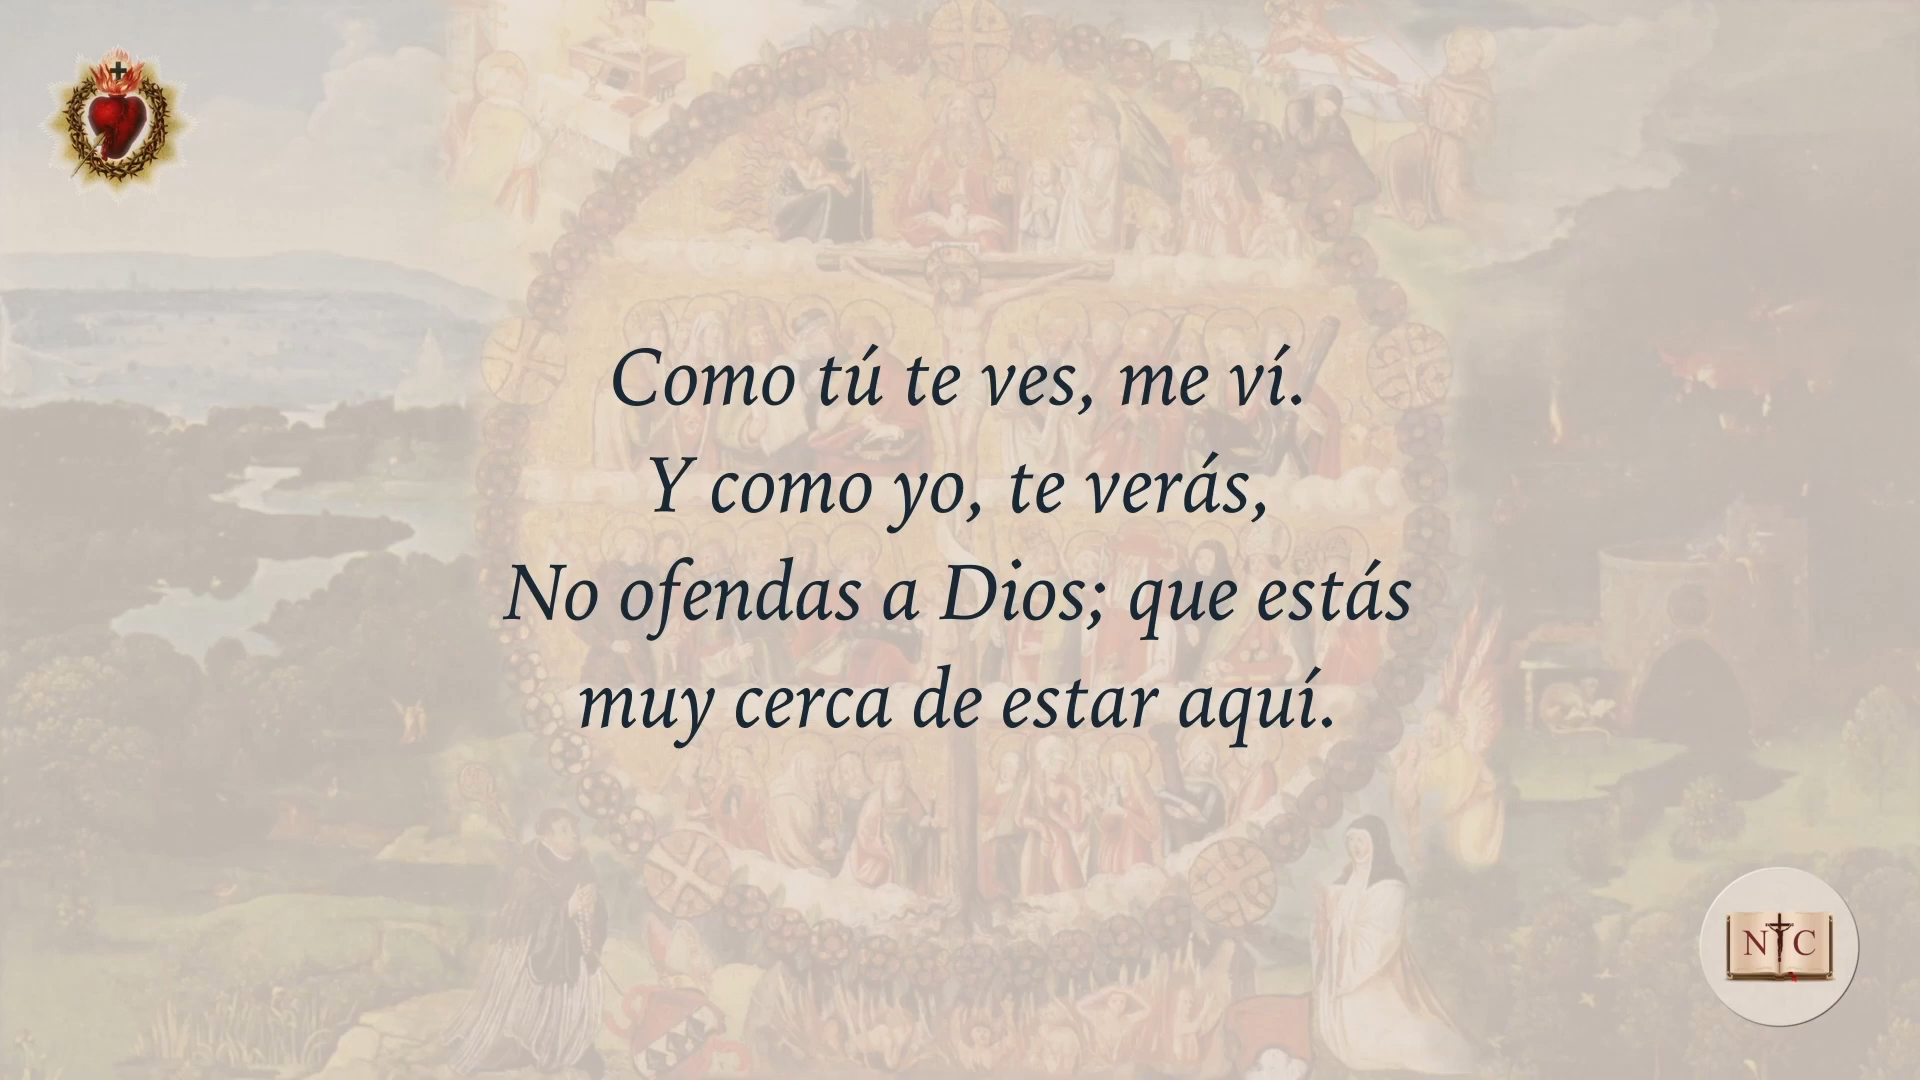 Como tú te ves, me ví.
Y como yo, te verás,
No ofendas a Dios; que estás
muy cerca de estar aquí.
N C